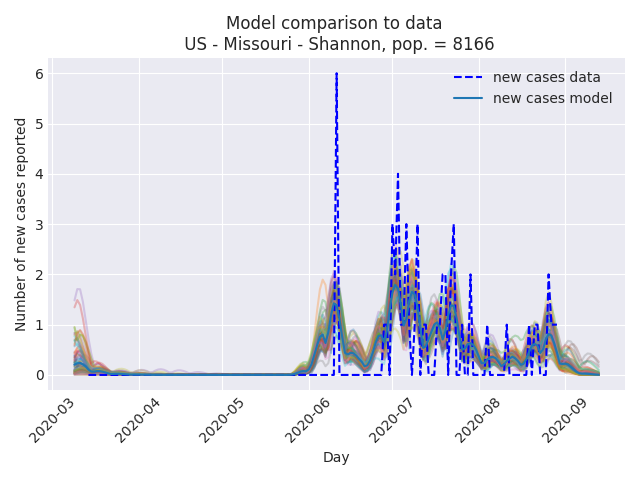 Model comparison to data
US - Missouri - Shannon, pop. = 8166
new cases data
new cases model
Number of new cases reported
6
5
4
3
2
1
0
2020-03
2020-04
2020-05
2020-06
2020-07
2020-08
2020-09
Day